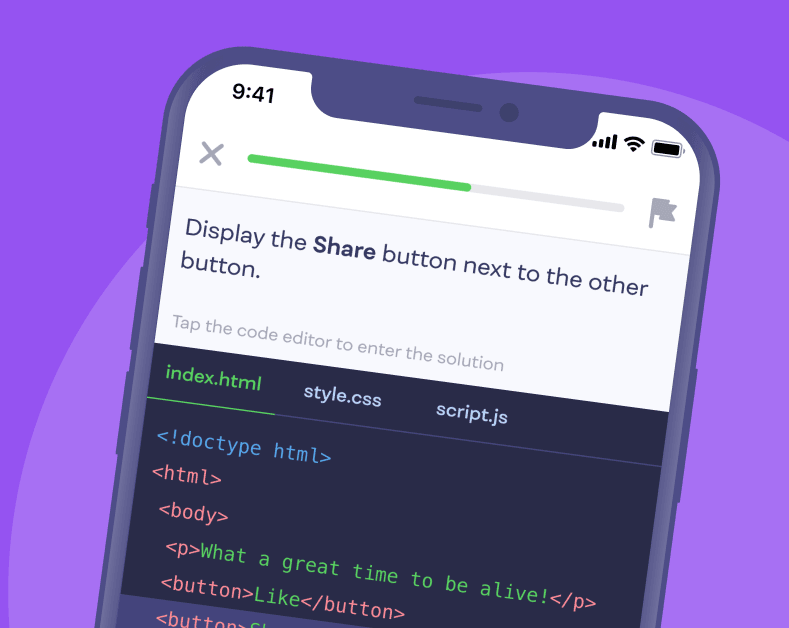 9:41
Display the Share button next to the other
button.
Tap the code editor to enter the solution
index.html style.css script.js
<!doctype html>
<html>
<body>
<p>What a great time to be alive!</p>
<button>Like</button>
<button>